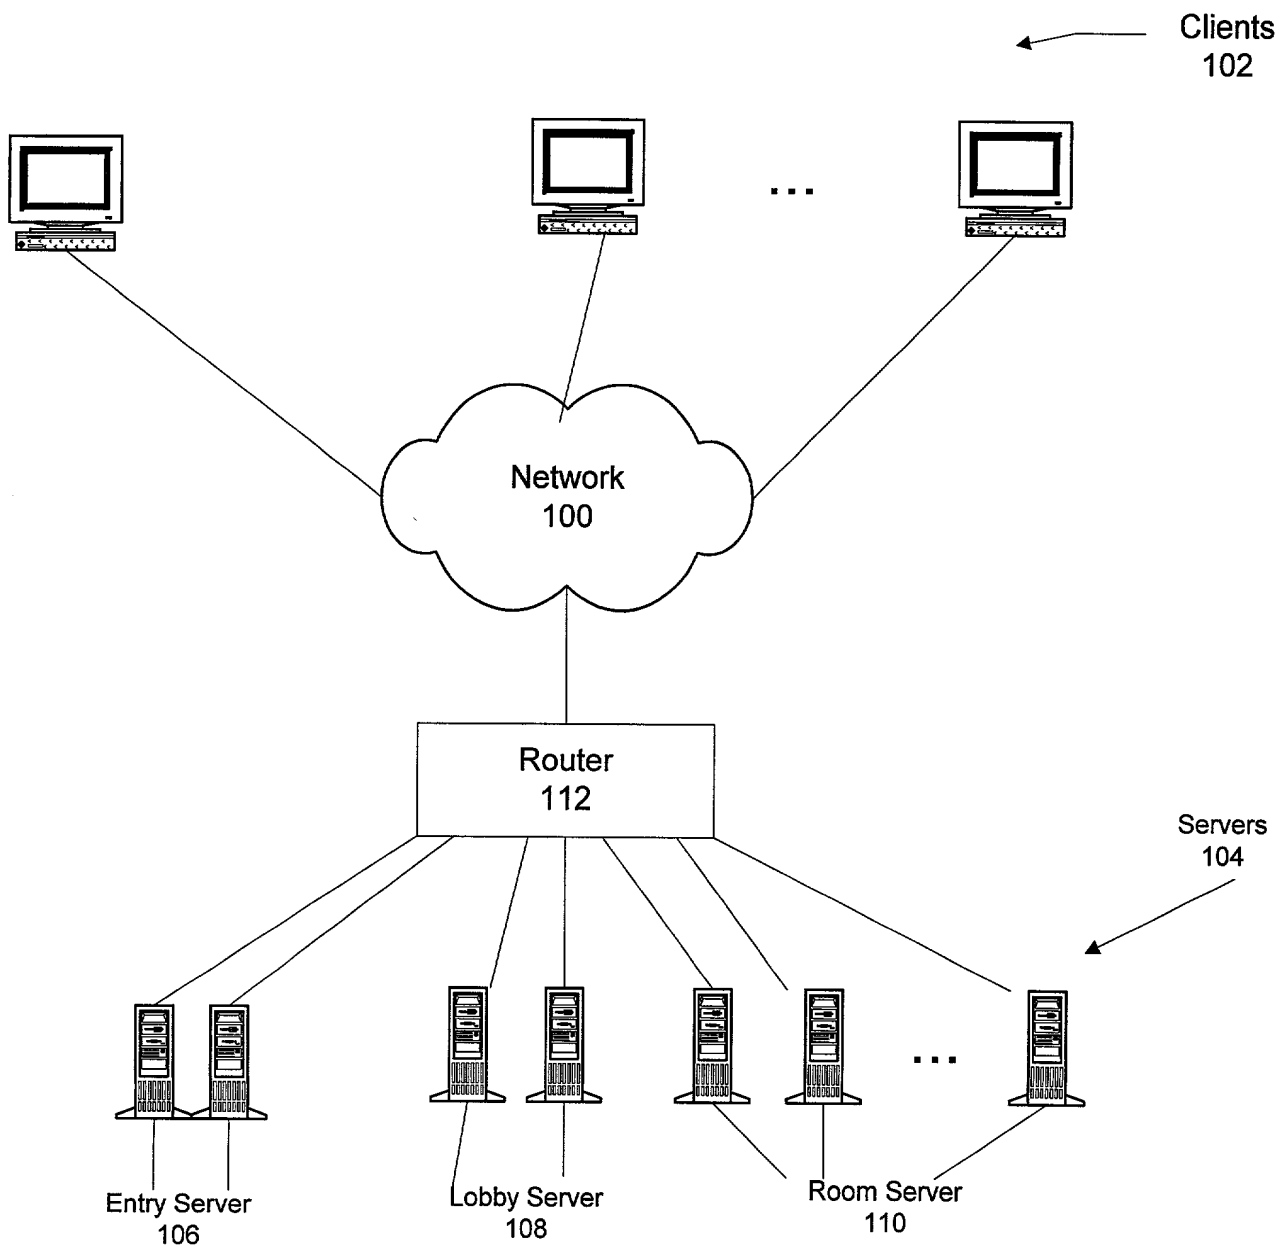 Clients
102
...
Network
100
Router
112
Servers
104
...
Entry Server
106
Lobby Server
108
Room Server
110